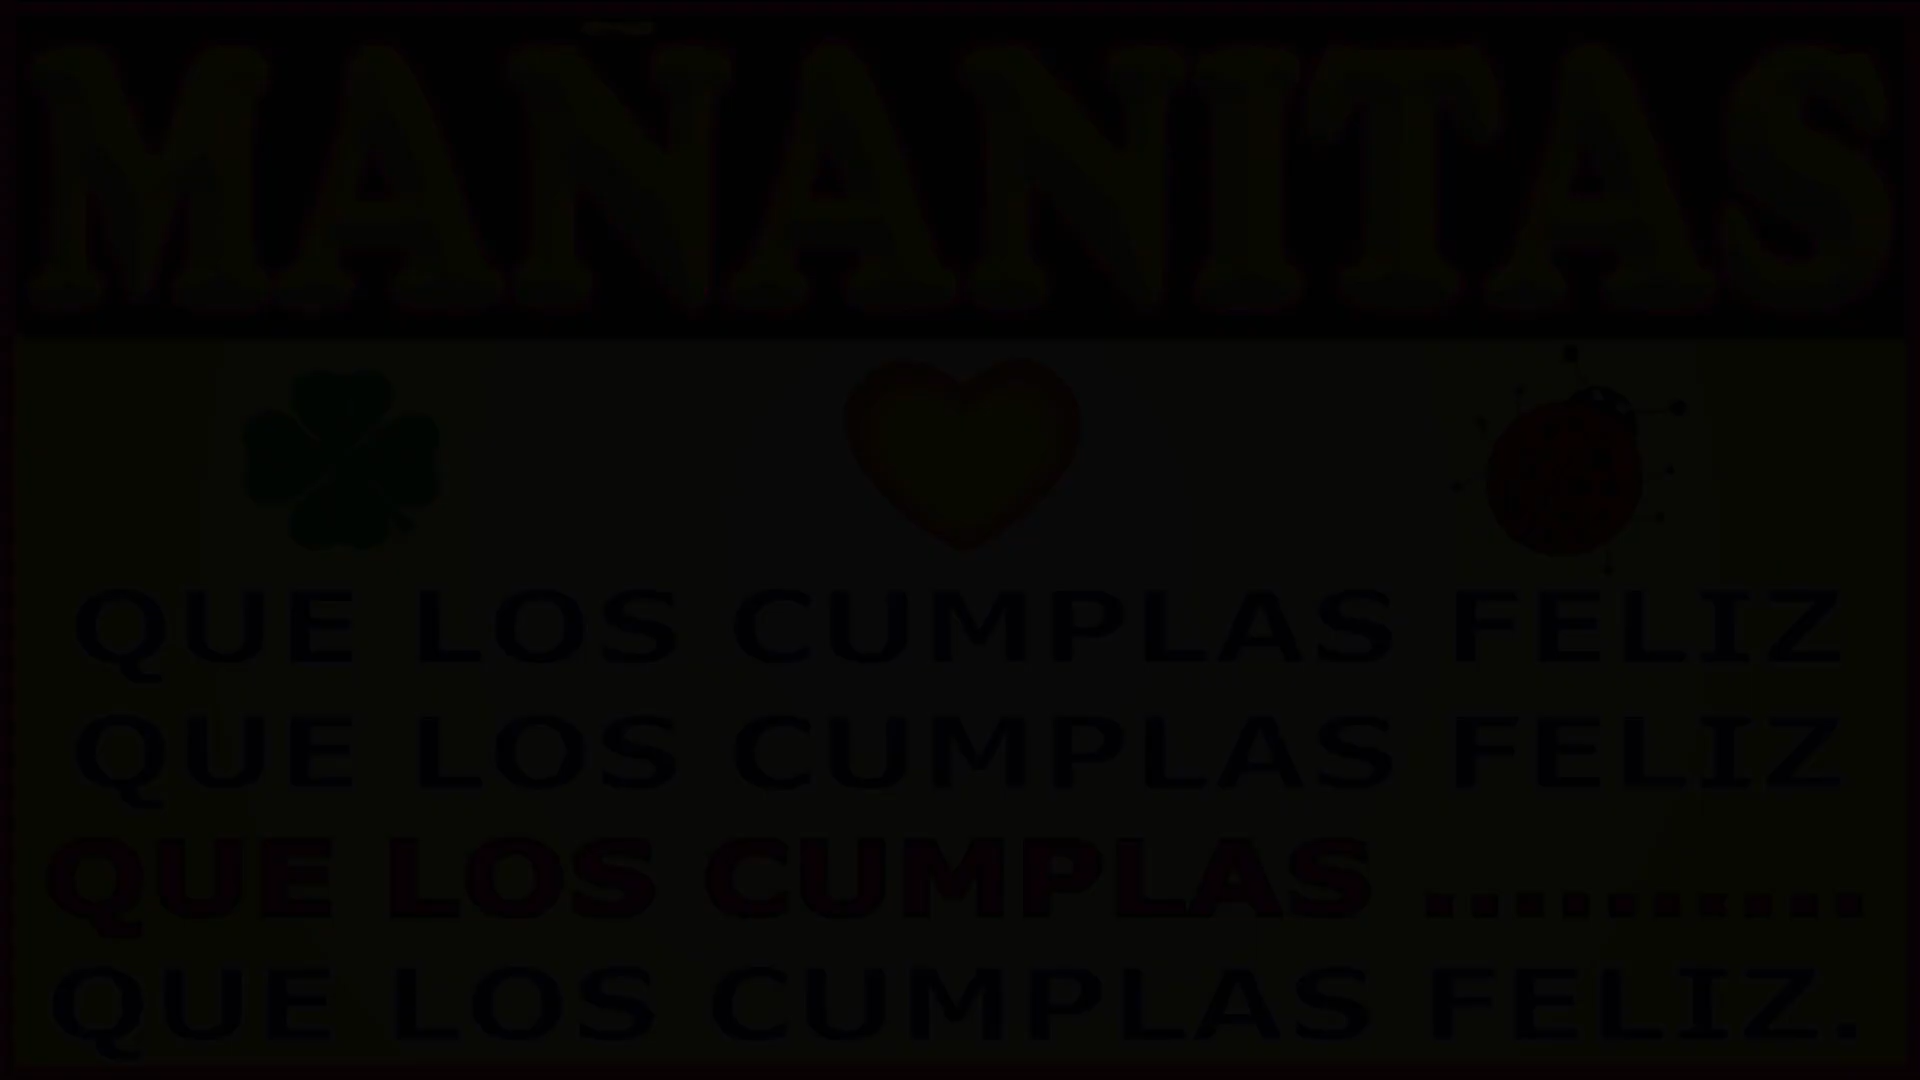 MAÑANITAS
QUE LOS CUMPLAS FELIZ
QUE LOS CUMPLAS FELIZ
QUE LOS CUMPLAS ..........
QUE LOS CUMPLAS FELIZ.